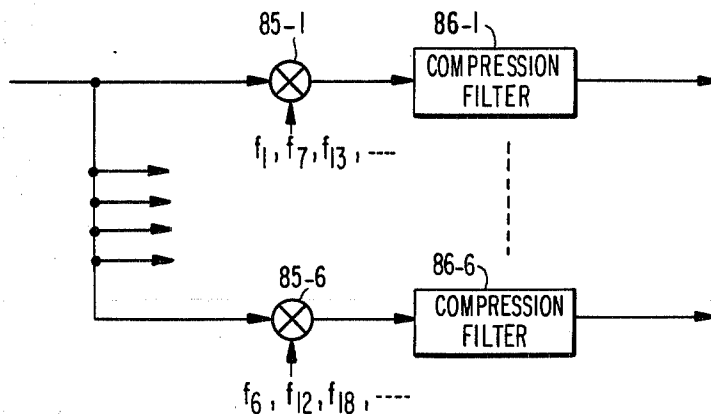 85-1
86-1
COMPRESSION
FILTER
f1, f7, f13, ----
85-6
86-6
COMPRESSION
FILTER
f6, f12, f18, ----